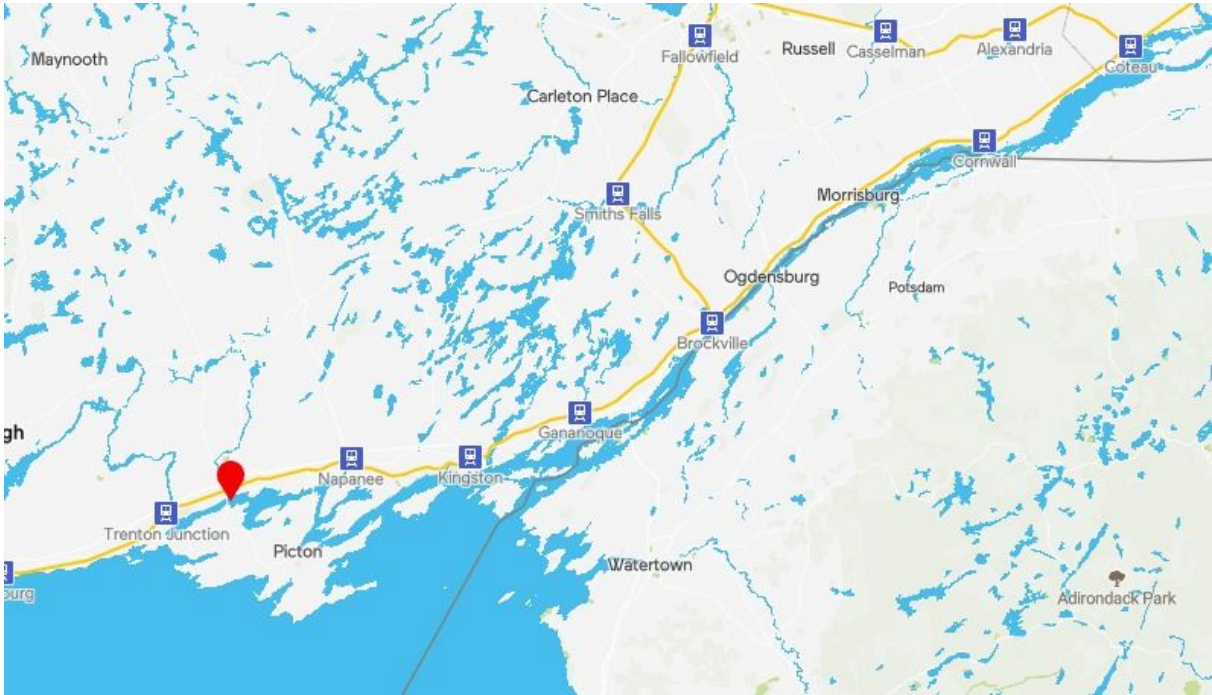 Maynooth
Fallowfield
Russell
Casselman
Alexandria
Coteau
Carleton Place
Cornwall
Smiths Falls
Morrisburg
Ogdensburg
Potsdam
Brockville
gh
Gananoque
Napanee
Kingston
Trenton Junction
Picton
Watertown
burg
Adirondack Park